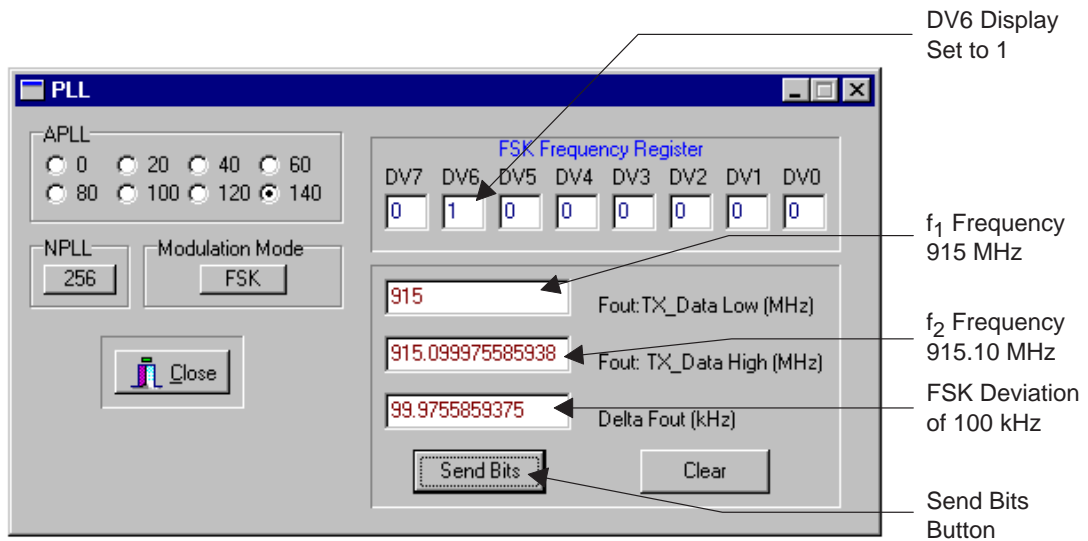 DV6 Display
Set to 1
PLL
APLL
0 20 40 60
80 100 120 140
NPLL
256
Modulation Mode
FSK
Close
FSK Frequency Register
DV7 DV6 DV5 DV4 DV3 DV2 DV1 DV0
0 1 0 0 0 0 0 0
915
Fout:TX_Data Low (MHz)
915.099975585938
Fout: TX_Data High (MHz)
99.9755859375
Delta Fout (kHz)
Send Bits
Clear
f1 Frequency
915 MHz
f2 Frequency
915.10 MHz
FSK Deviation
of 100 kHz
Send Bits
Button